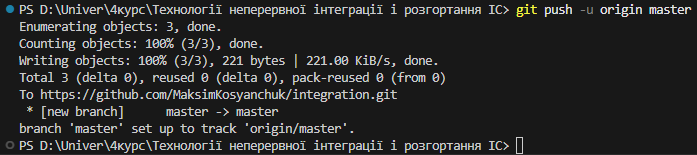 PS D:\Univer\4курс\Технології неперервної інтеграції і розгортання ІС> git push -u origin master
Enumerating objects: 3, done.
Counting objects: 100% (3/3), done.
Writing objects: 100% (3/3), 221 bytes | 221.00 KiB/s, done.
Total 3 (delta 0), reused 0 (delta 0), pack-reused 0 (from 0)
To https://github.com/MaksimKosyanchuk/integration.git
 * [new branch]      master -> master
branch 'master' set up to track 'origin/master'.
PS D:\Univer\4курс\Технології неперервної інтеграції і розгортання ІС>